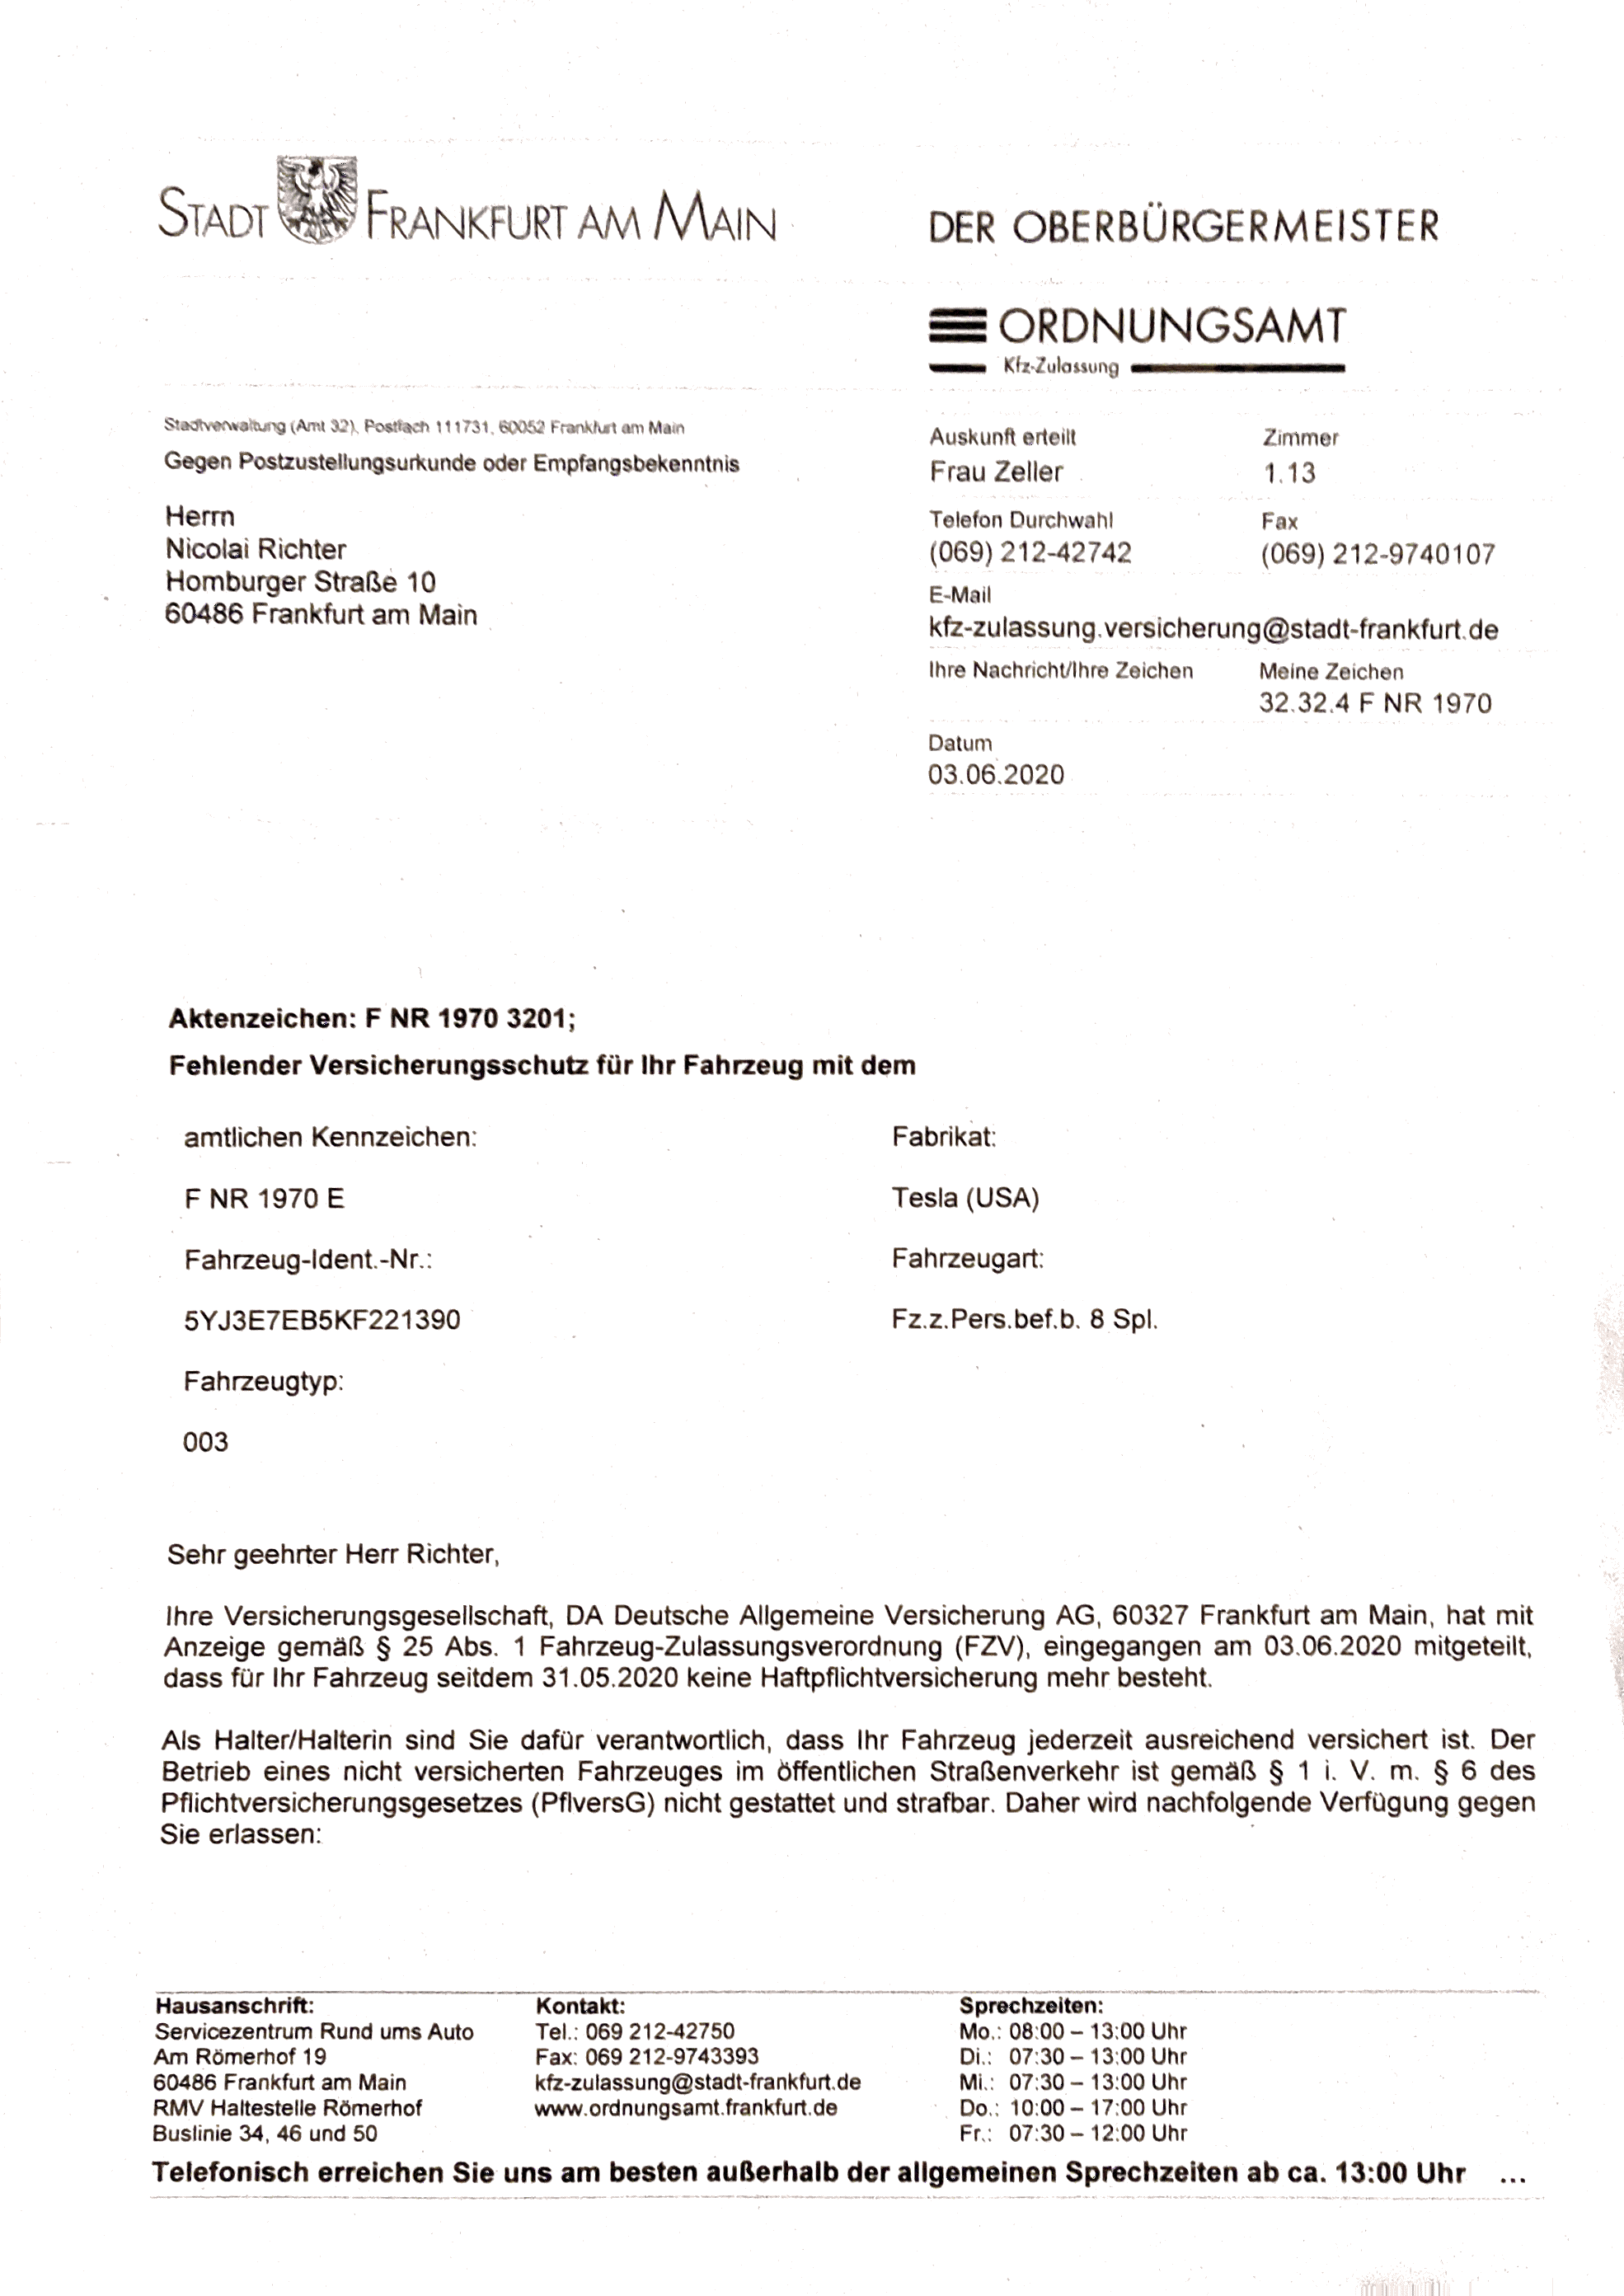 STADT FRANKFURT AM MAIN
DER OBERBÜRGERMEISTER
ORDNUNGSAMT
Kfz-Zulassung
Stadtverwaltung (Amt 32), Postfach 111731, 60052 Frankfurt am Main
Gegen Postzustellungsurkunde oder Empfangsbekenntnis
Herrn
Nicolai Richter
Homburger Straße 10
60486 Frankfurt am Main
Auskunft erteilt Zimmer
Frau Zeller 1.13
Telefon Durchwahl Fax
(069) 212-42742 (069) 212-9740107
E-Mail
kfz-zulassung.versicherung@stadt-frankfurt.de
Ihre Nachricht/Ihre Zeichen Meine Zeichen
32.32.4 F NR 1970
Datum
03.06.2020
Aktenzeichen: F NR 1970 3201;
Fehlender Versicherungsschutz für Ihr Fahrzeug mit dem
amtlichen Kennzeichen: Fabrikat:
F NR 1970 E Tesla (USA)
Fahrzeug-Ident.-Nr.: Fahrzeugart:
5YJ3E7EB5KF221390 Fz.z.Pers.bef.b. 8 Spl.
Fahrzeugtyp:
003
Sehr geehrter Herr Richter,
Ihre Versicherungsgesellschaft, DA Deutsche Allgemeine Versicherung AG, 60327 Frankfurt am Main, hat mit
Anzeige gemäß § 25 Abs. 1 Fahrzeug-Zulassungsverordnung (FZV), eingegangen am 03.06.2020 mitgeteilt,
dass für Ihr Fahrzeug seitdem 31.05.2020 keine Haftpflichtversicherung mehr besteht.
Als Halter/Halterin sind Sie dafür verantwortlich, dass Ihr Fahrzeug jederzeit ausreichend versichert ist. Der
Betrieb eines nicht versicherten Fahrzeuges im öffentlichen Straßenverkehr ist gemäß § 1 i. V. m. § 6 des
Pflichtversicherungsgesetzes (PflversG) nicht gestattet und strafbar. Daher wird nachfolgende Verfügung gegen
Sie erlassen:
Hausanschrift: Kontakt: Sprechzeiten:
Servicezentrum Rund ums Auto Tel.: 069 212-42750 Mo.: 08:00 – 13:00 Uhr
Am Römerhof 19 Fax: 069 212-9743393 Di.: 07:30 – 13:00 Uhr
60486 Frankfurt am Main kfz-zulassung@stadt-frankfurt.de Mi.: 07:30 – 13:00 Uhr
RMV Haltestelle Römerhof www.ordnungsamt.frankfurt.de Do.: 10:00 – 17:00 Uhr
Buslinie 34, 46 und 50 Fr.: 07:30 – 12:00 Uhr
Telefonisch erreichen Sie uns am besten außerhalb der allgemeinen Sprechzeiten ab ca. 13:00 Uhr ...